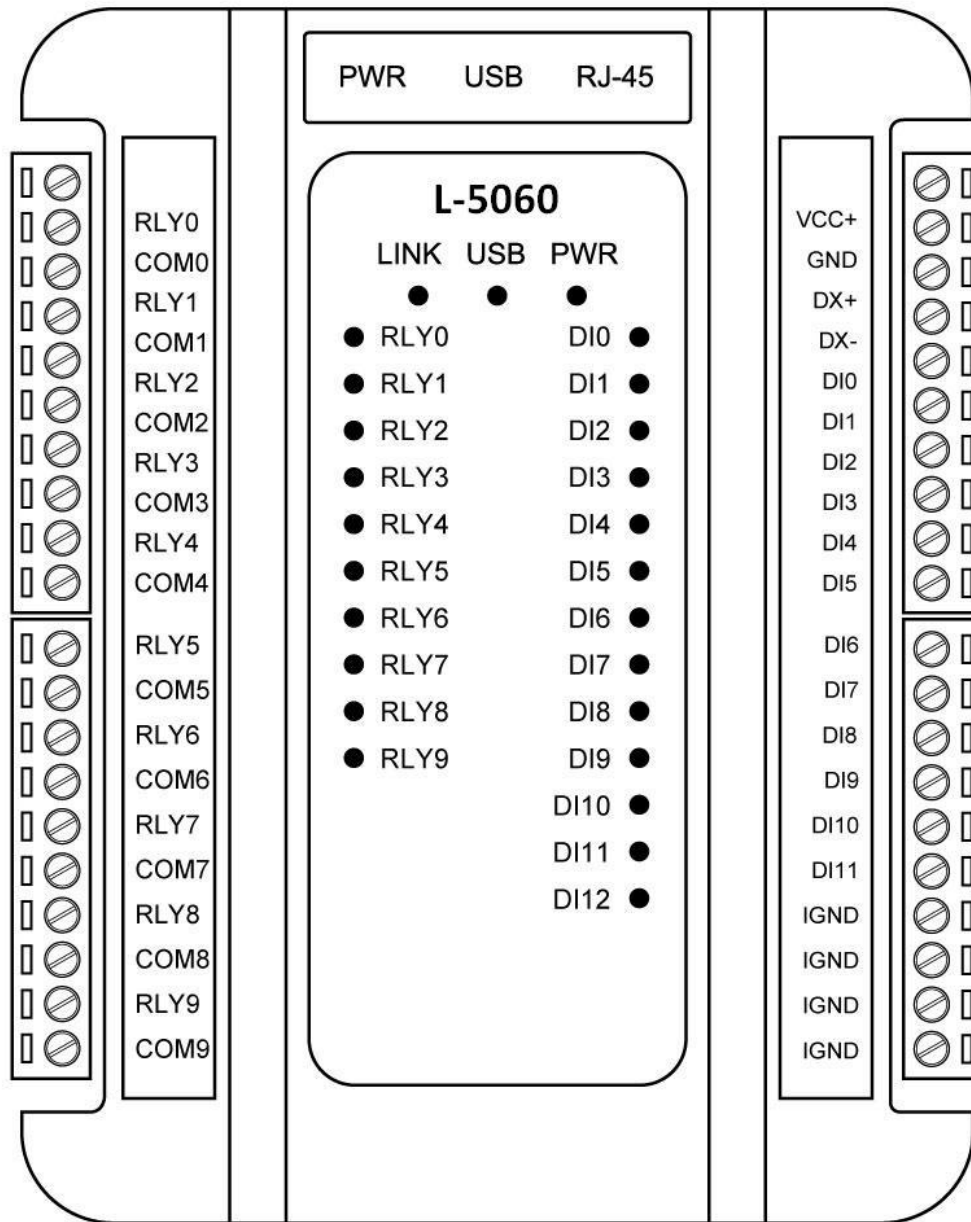 PWR USB RJ-45
L-5060
LINK USB PWR
RLY0 DI0
RLY1 DI1
RLY2 DI2
RLY3 DI3
RLY4 DI4
RLY5 DI5
RLY6 DI6
RLY7 DI7
RLY8 DI8
RLY9 DI9
DI10
DI11
DI12
RLY0
COM0
RLY1
COM1
RLY2
COM2
RLY3
COM3
RLY4
COM4
RLY5
COM5
RLY6
COM6
RLY7
COM7
RLY8
COM8
RLY9
COM9
VCC+
GND
DX+
DX-
DI0
DI1
DI2
DI3
DI4
DI5
DI6
DI7
DI8
DI9
DI10
DI11
IGND
IGND
IGND
IGND